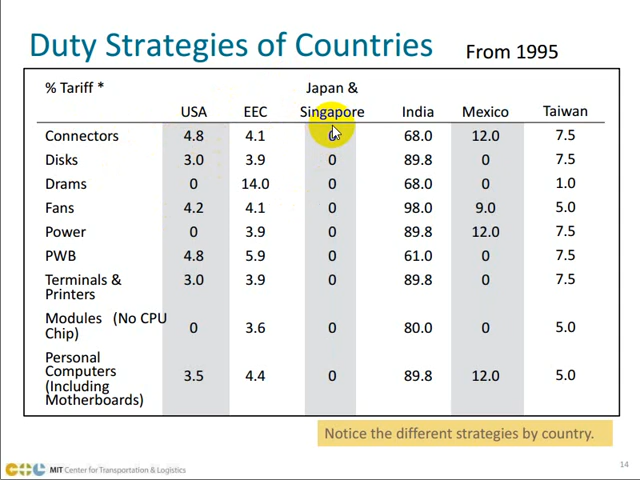 Duty Strategies of Countries From 1995
% Tariff * Japan &
USA EEC Singapore India Mexico Taiwan
Connectors 4.8 4.1 0 68.0 12.0 7.5
Disks 3.0 3.9 0 89.8 0 7.5
Drams 0 14.0 0 68.0 0 1.0
Fans 4.2 4.1 0 98.0 9.0 5.0
Power 0 3.9 0 89.8 12.0 7.5
PWB 4.8 5.9 0 61.0 0 7.5
Terminals & 3.0 3.9 0 89.8 0 7.5
Printers
Modules (No CPU
Chip) 0 3.6 0 80.0 0 5.0
Personal
Computers 3.5 4.4 0 89.8 12.0 5.0
(Including
Motherboards)
Notice the different strategies by country.
MIT Center for Transportation & Logistics 14